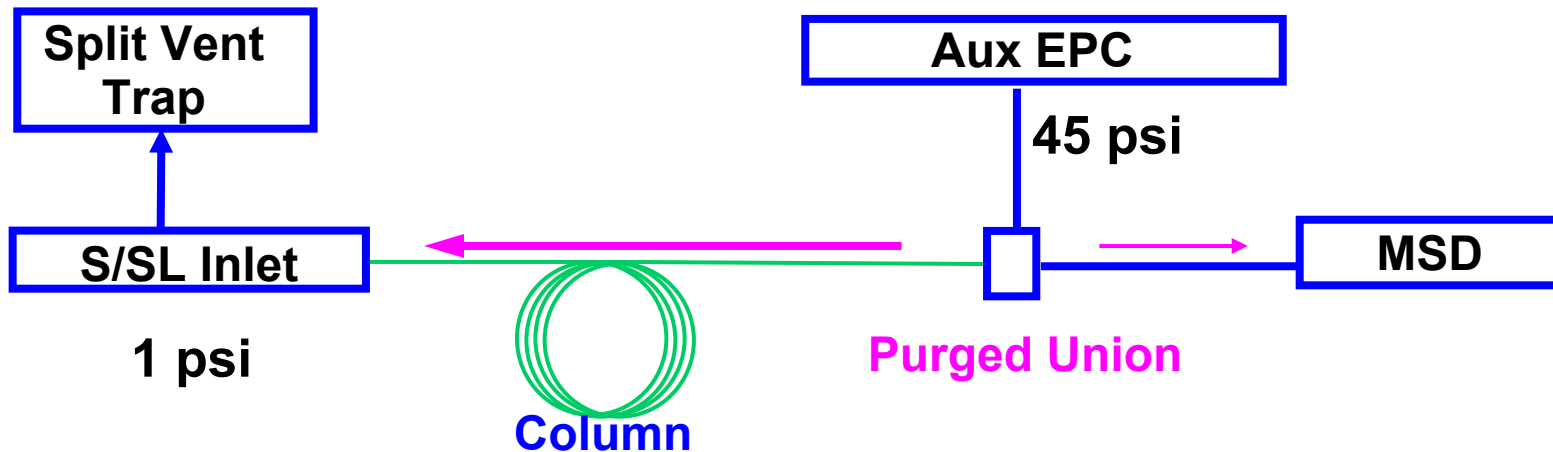 Split Vent
Trap
Aux EPC
45 psi
S/SL Inlet
MSD
1 psi
Purged Union
Column